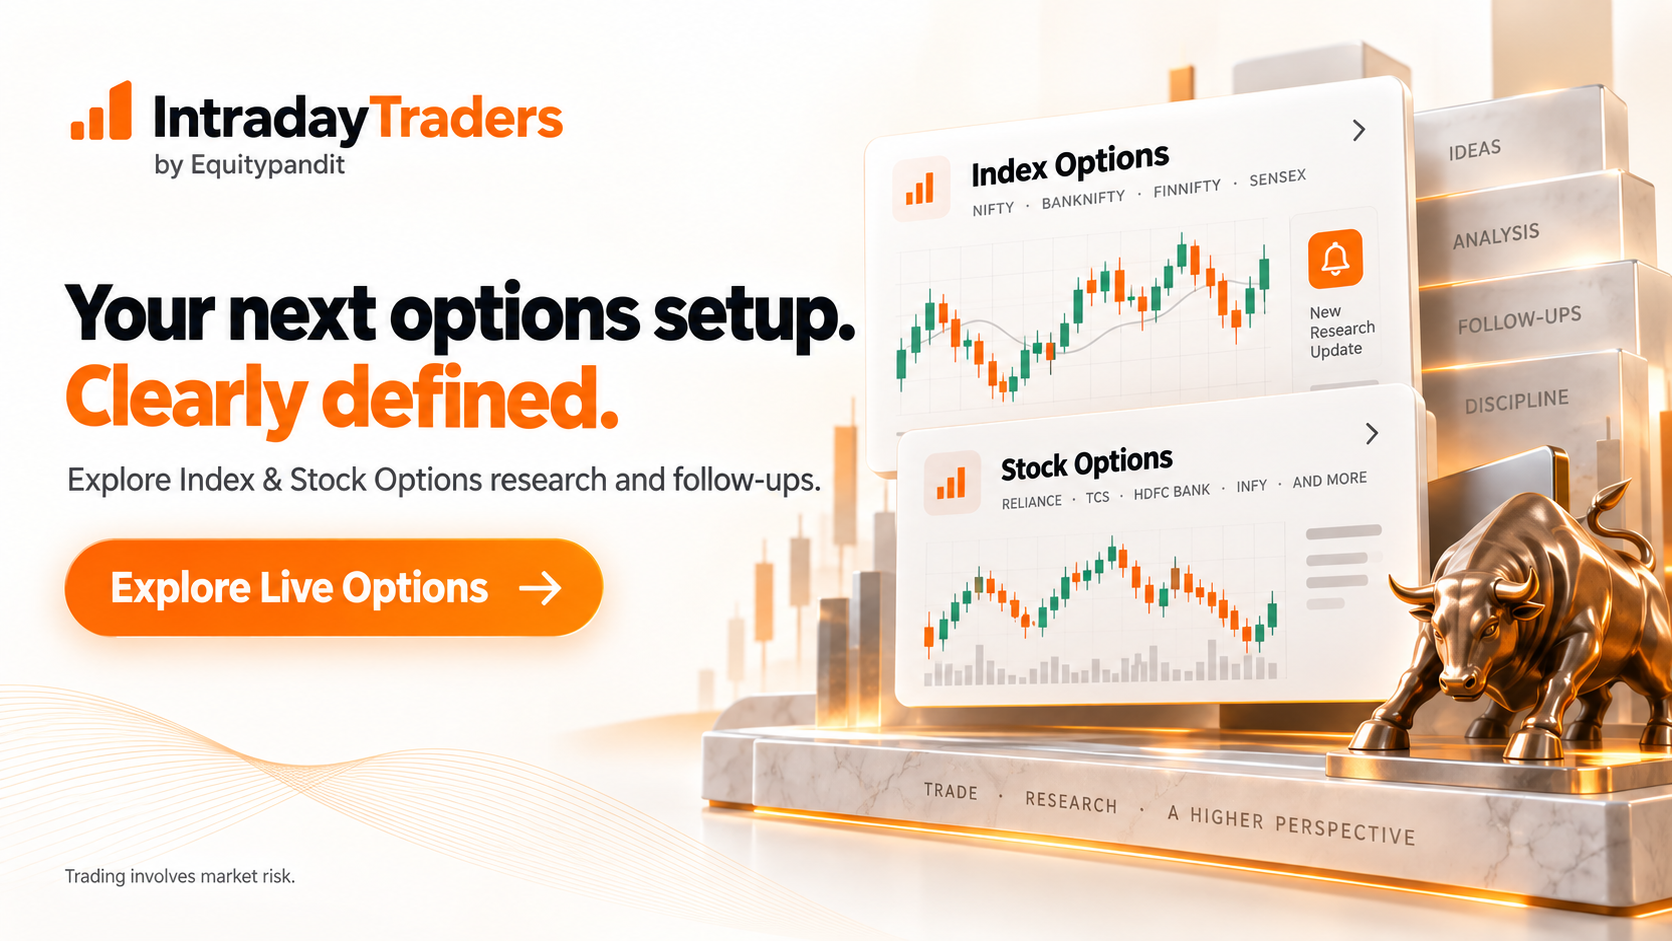 IntradayTraders
by Equitypandit
Your next options setup.
Clearly defined.
Explore Index & Stock Options research and follow-ups.
Explore Live Options
Trading involves market risk.
Index Options
NIFTY · BANKNIFTY · FINNIFTY · SENSEX
New
Research
Update
Stock Options
RELIANCE · TCS · HDFC BANK · INFY · AND MORE
IDEAS
ANALYSIS
FOLLOW-UPS
DISCIPLINE
TRADE · RESEARCH · A HIGHER PERSPECTIVE